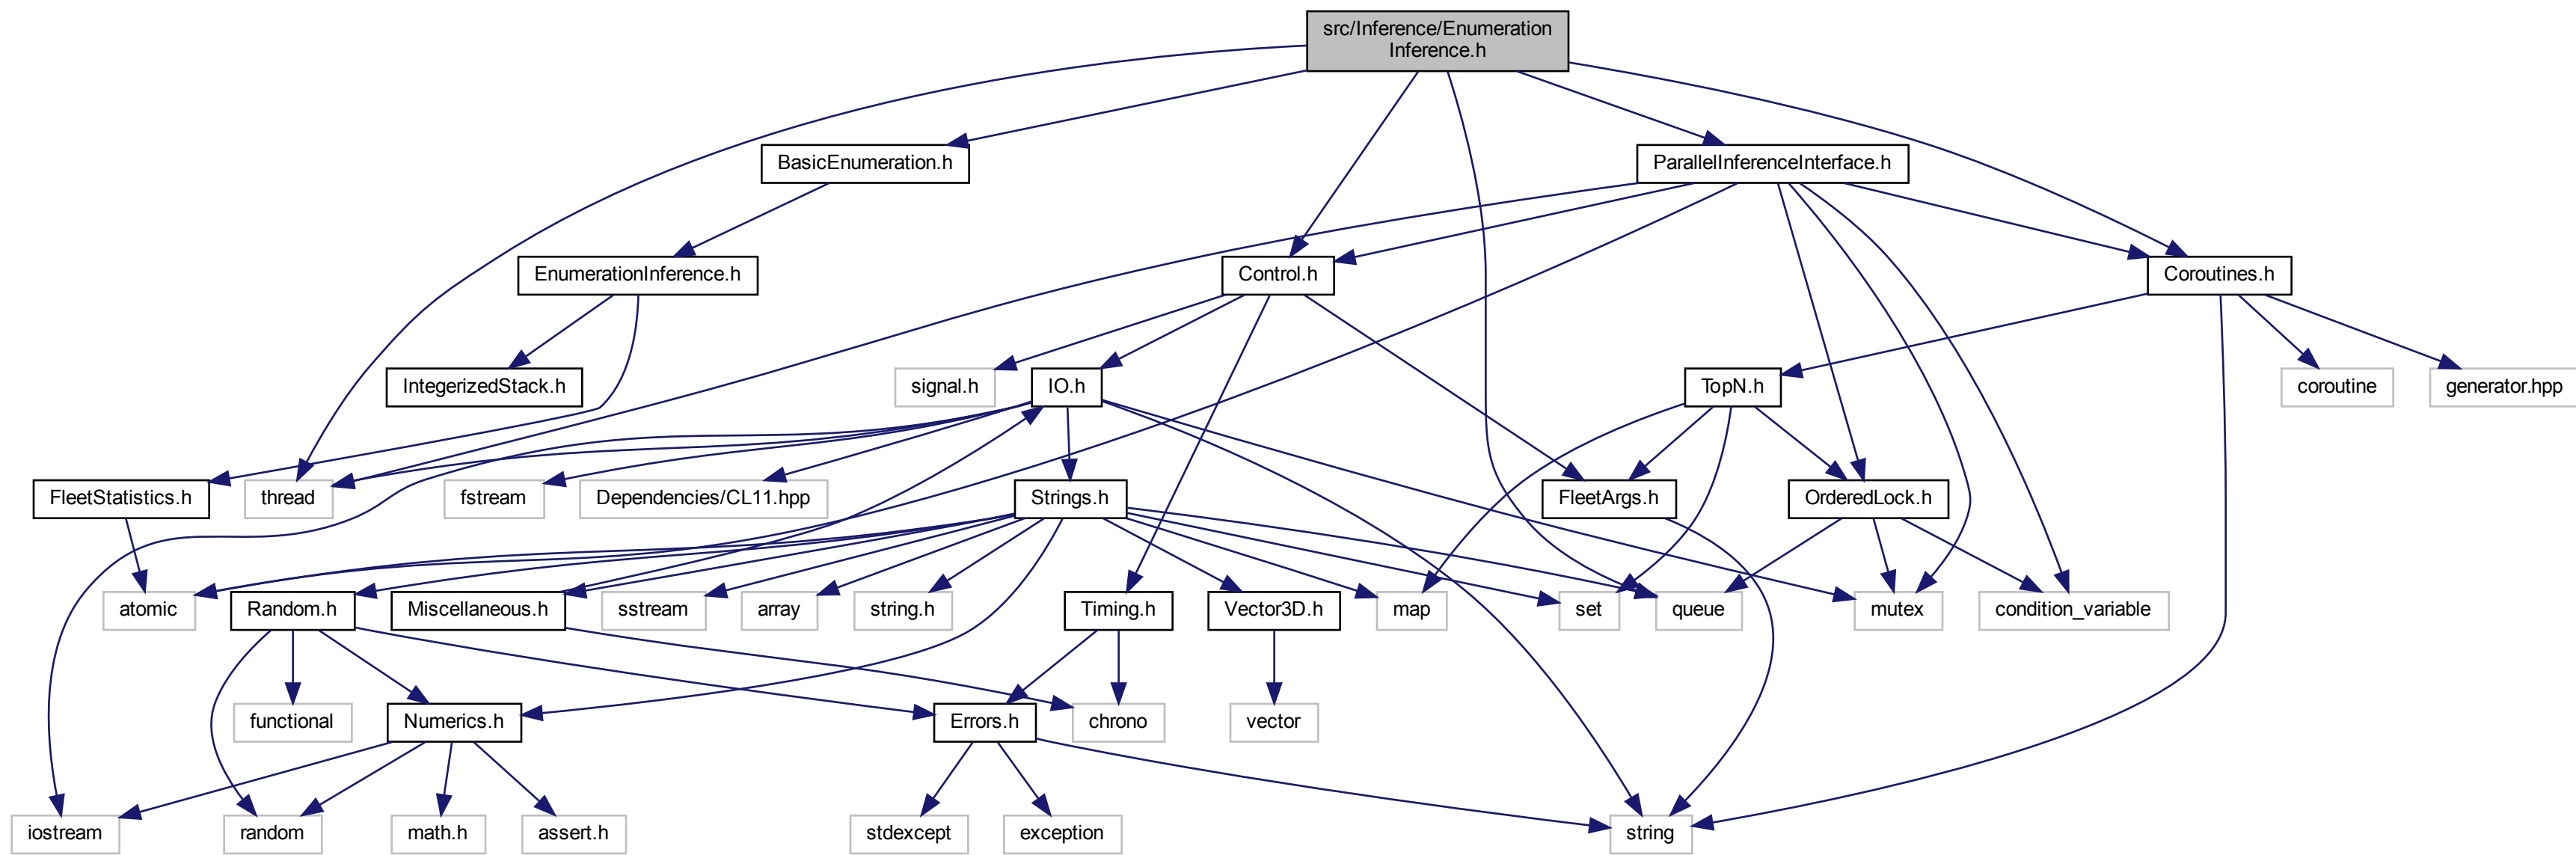 src/Inference/Enumeration
Inference.h
BasicEnumeration.h
ParallelInferenceInterface.h
EnumerationInference.h
Control.h
Coroutines.h
IntegerizedStack.h
signal.h
IO.h
TopN.h
coroutine
generator.hpp
FleetStatistics.h
thread
fstream
Dependencies/CL11.hpp
Strings.h
FleetArgs.h
OrderedLock.h
atomic
Random.h
Miscellaneous.h
sstream
array
string.h
Timing.h
Vector3D.h
map
set
queue
mutex
condition_variable
functional
Numerics.h
Errors.h
chrono
vector
iostream
random
math.h
assert.h
stdexcept
exception
string